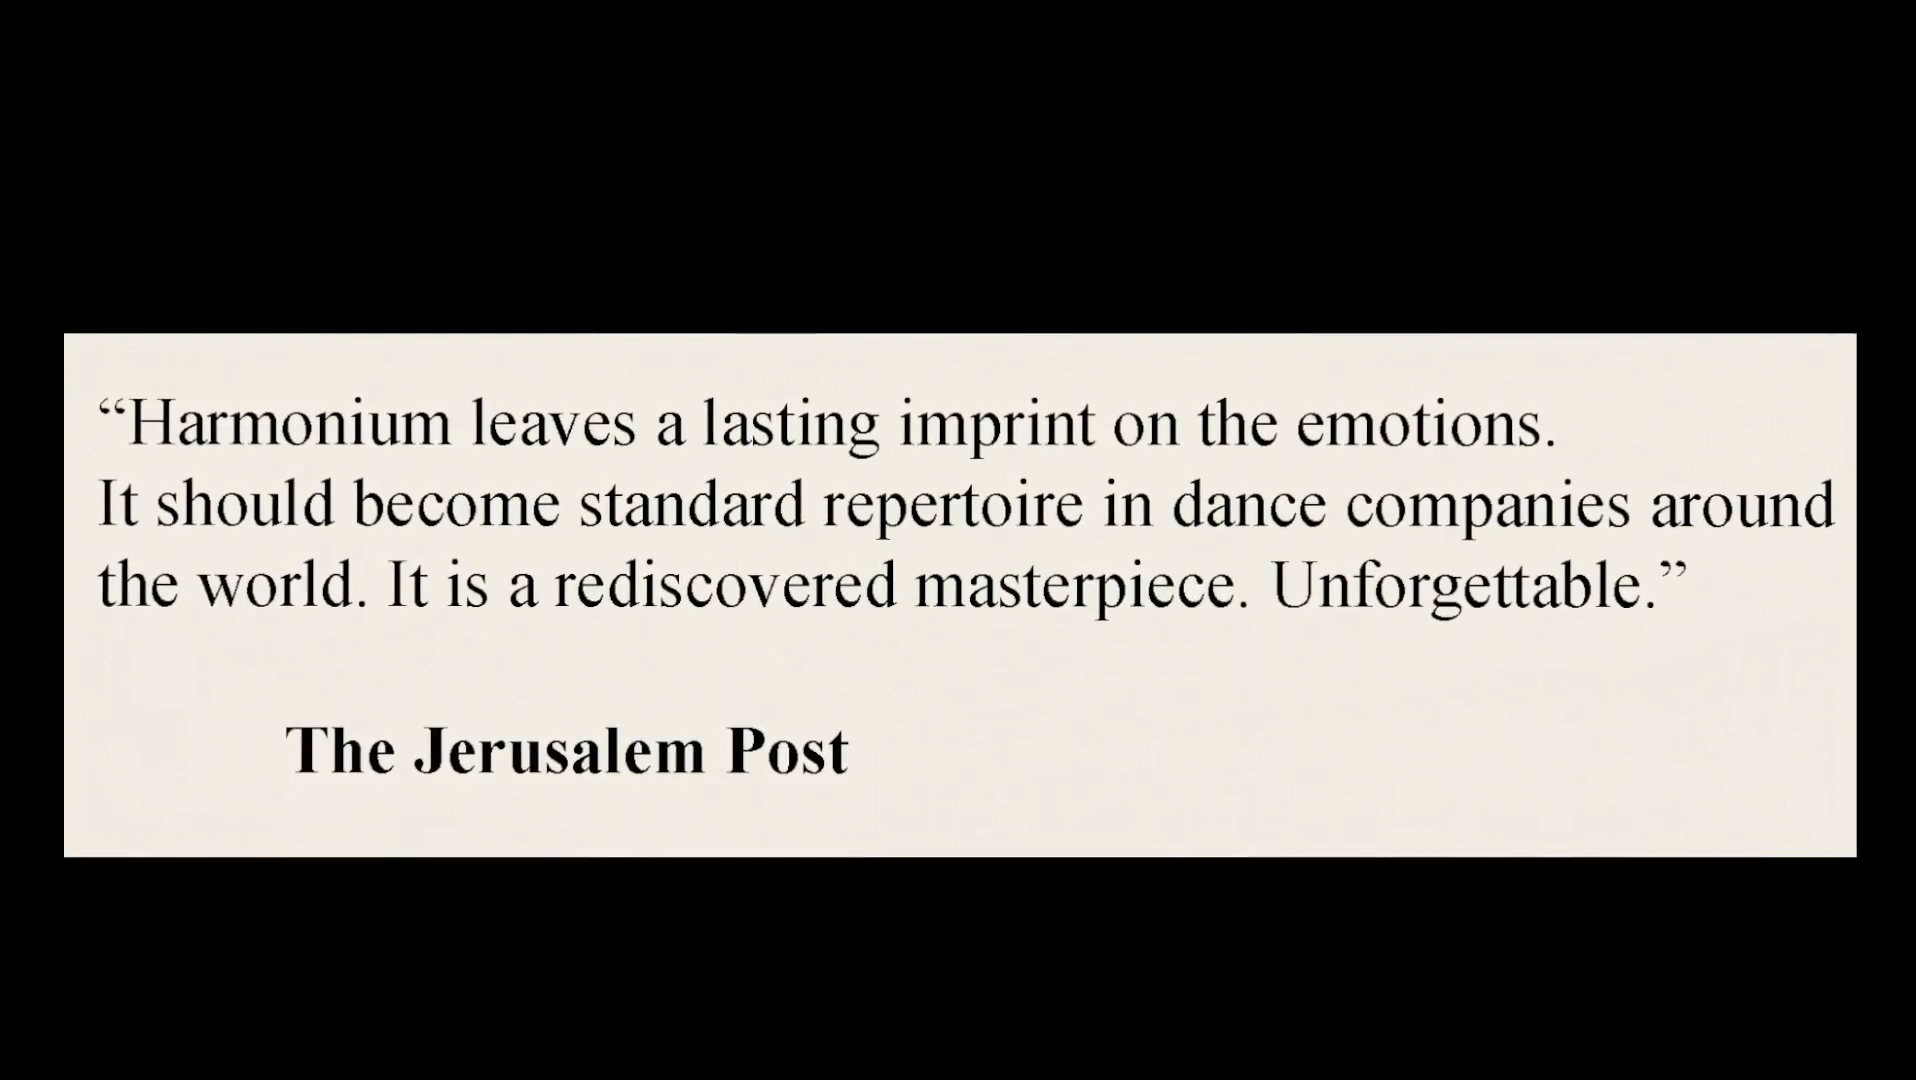 “Harmonium leaves a lasting imprint on the emotions.
It should become standard repertoire in dance companies around
the world. It is a rediscovered masterpiece. Unforgettable.”
The Jerusalem Post